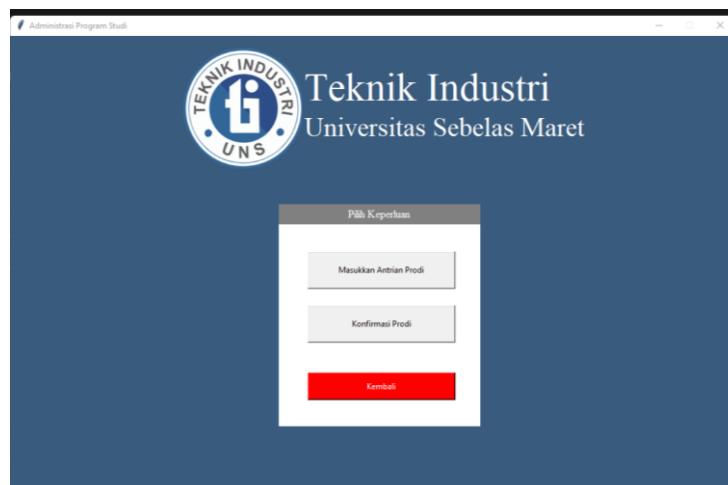 Administrasi Program Studi
TEKNIK INDUSTRI
ti
UNS
Teknik Industri
Universitas Sebelas Maret
Pilih Keperluan
Masukkan Antrian Prodi
Konfirmasi Prodi
Kembali